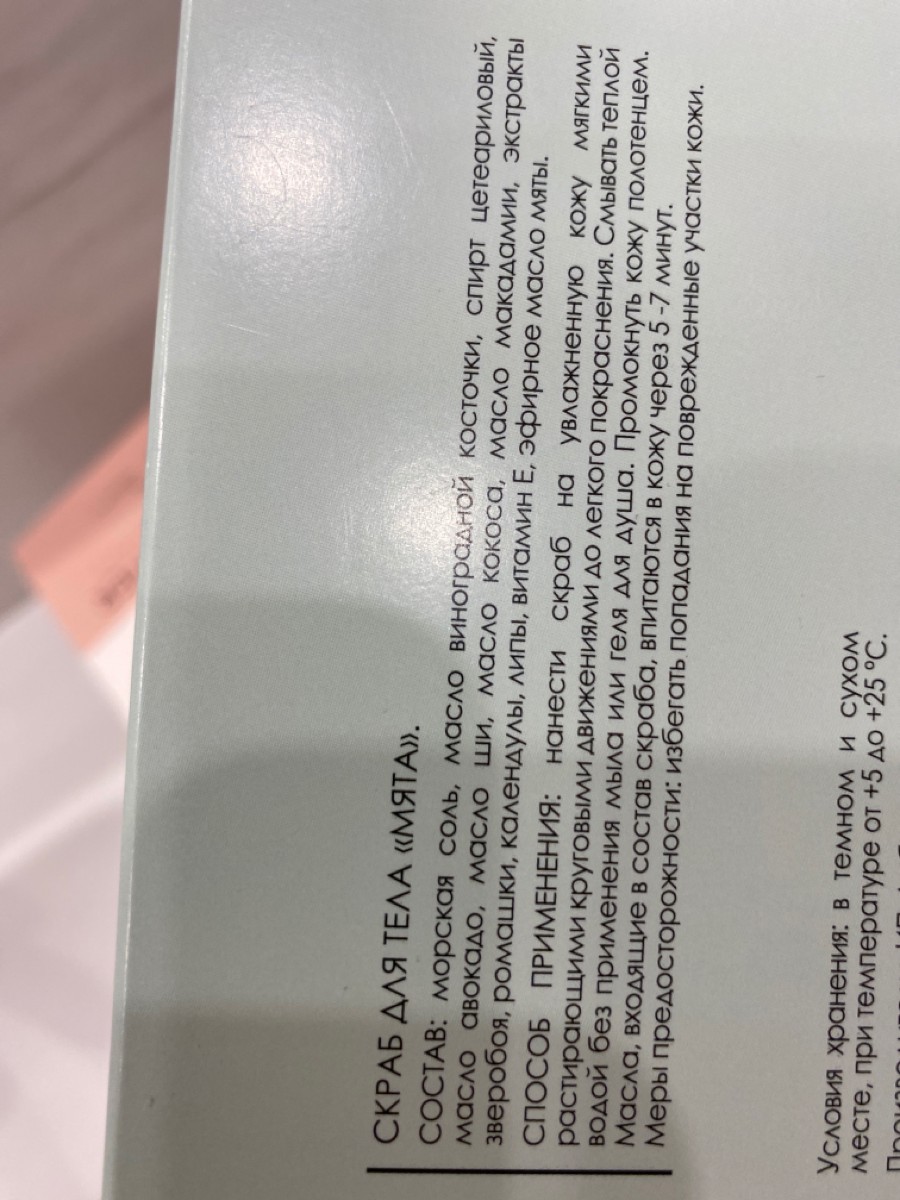 СКРАБ ДЛЯ ТЕЛА «МЯТА».
СОСТАВ: морская соль, масло виноградной косточки, спирт цетеариловый,
масло авокадо, масло ши, масло кокоса, масло макадамии, экстракты
зверобоя, ромашки, календулы, липы, витамин Е, эфирное масло мяты.
СПОСОБ ПРИМЕНЕНИЯ: нанести скраб на увлажненную кожу мягкими
растирающими круговыми движениями до легкого покраснения. Смывать теплой
водой без применения мыла или геля для душа. Промокнуть кожу полотенцем.
Масла, входящие в состав скраба, впитаются в кожу через 5 -7 минут.
Меры предосторожности: избегать попадания на поврежденные участки кожи.
Условия хранения: в темном и сухом
месте, при температуре от +5 до +25 °С.